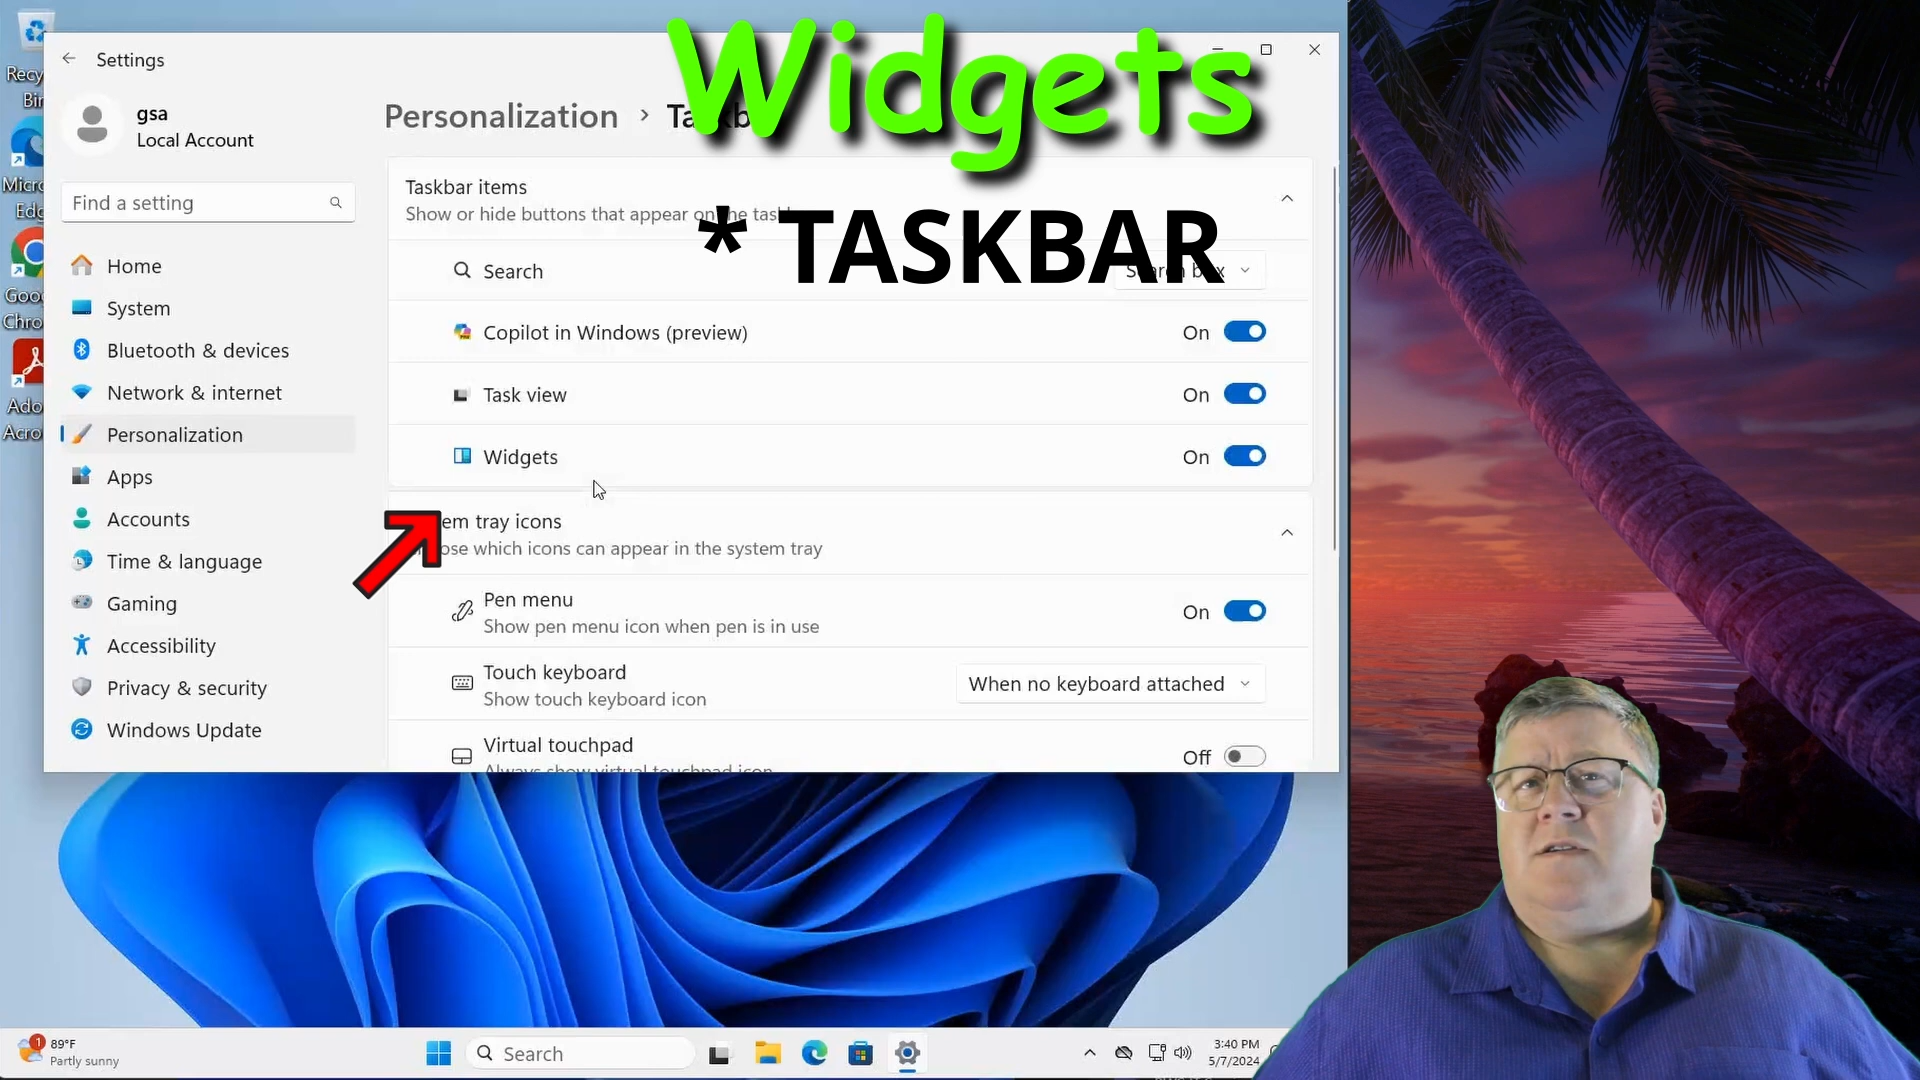 Widgets
* TASKBAR
Settings
gsa
Local Account
Find a setting
Home
System
Bluetooth & devices
Network & internet
Personalization
Apps
Accounts
Time & language
Gaming
Accessibility
Privacy & security
Windows Update
Personalization >
Taskbar items
Show or hide buttons that appear on the
Search
Copilot in Windows (preview)
On
Task view
On
Widgets
On
em tray icons
ose which icons can appear in the system tray
Pen menu
Show pen menu icon when pen is in use
On
Touch keyboard
Show touch keyboard icon
When no keyboard attached
Virtual touchpad
Always show virtual touchpad icon
Off
Recy
Bin
Micro
Edg
Goo
Chro
Ado
Acro
1
89°F
Partly sunny
Search
3:40 PM
5/7/2024